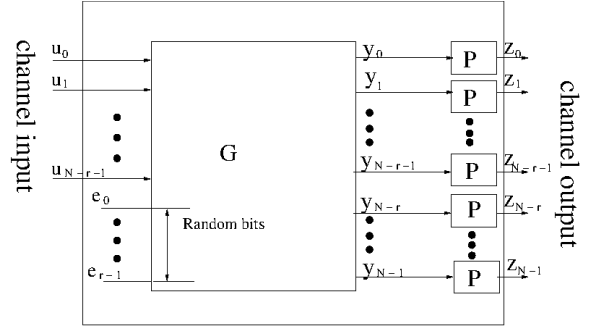 channel input
u0
u1
uN-r-1
e0
er-1
Random bits
G
y0 P z0
y1 P z1
yN-r-1 P zN-r-1
yN-r P zN-r
yN-1 P zN-1
channel output